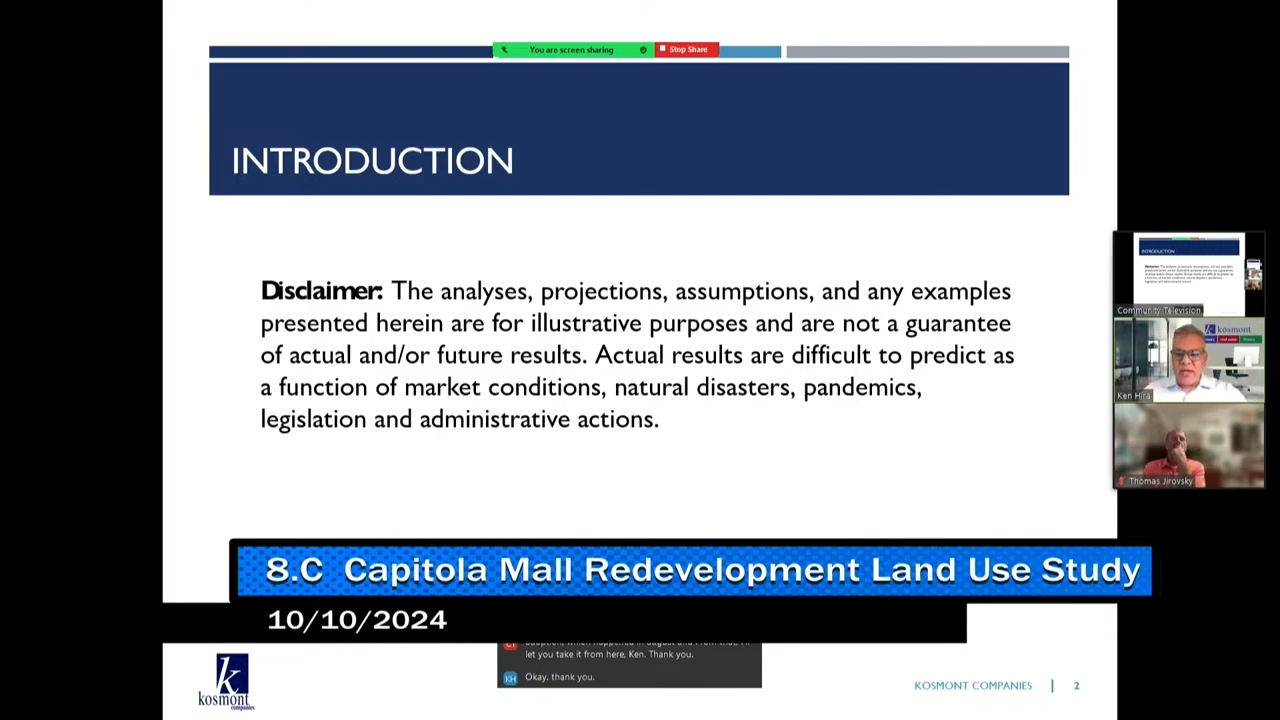 You are screen sharing
Stop Share
INTRODUCTION
Disclaimer: The analyses, projections, assumptions, and any examples
presented herein are for illustrative purposes and are not a guarantee
of actual and/or future results. Actual results are difficult to predict as
a function of market conditions, natural disasters, pandemics,
legislation and administrative actions.
INTRODUCTION
Community Television
kosmont
Ken Hira
Thomas Jirovsky
8.C Capitola Mall Redevelopment Land Use Study
10/10/2024
let you take it from here, Ken. Thank you.
KH Okay, thank you.
k
kosmont
companies
KOSMONT COMPANIES | 2